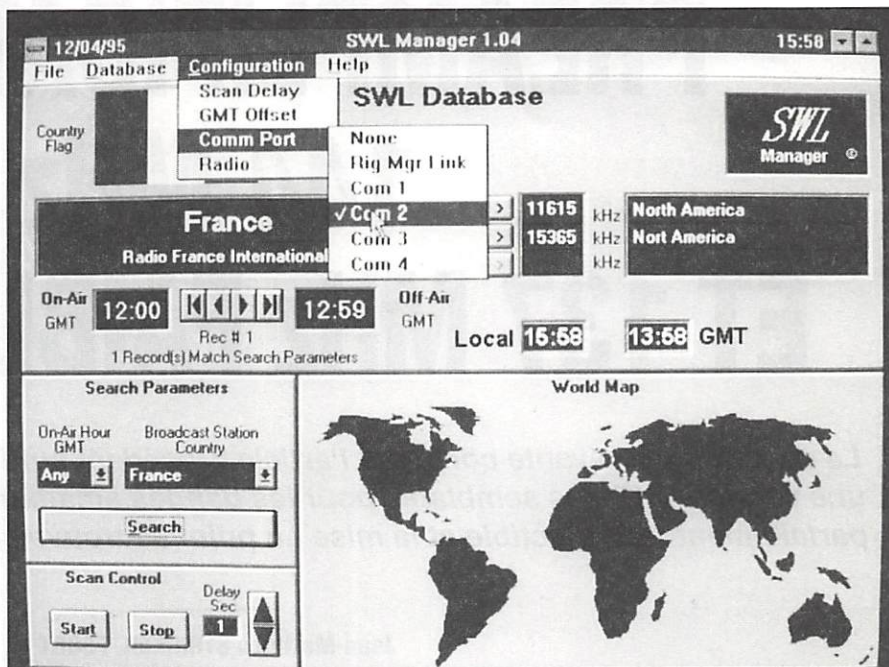 12/04/95 SWL Manager 1.04 15:58
File Database Configuration Help
Scan Delay
GMT Offset
Comm Port
Radio
None
Rig Mgr Link
Com 1
✓ Com 2
Com 3
Com 4
SWL Database
Country
Flag
SWL
Manager ©
France
Radio France International
> 11615 kHz North America
> 15365 kHz Nort America
> kHz
On-Air
GMT
12:00
12:59
Off-Air
GMT
Rec # 1
1 Record(s) Match Search Parameters
Local 15:58 13:58 GMT
Search Parameters
On-Air Hour
GMT
Broadcast Station
Country
Any France
Search
Scan Control
Delay
Sec
Start Stop 1
World Map